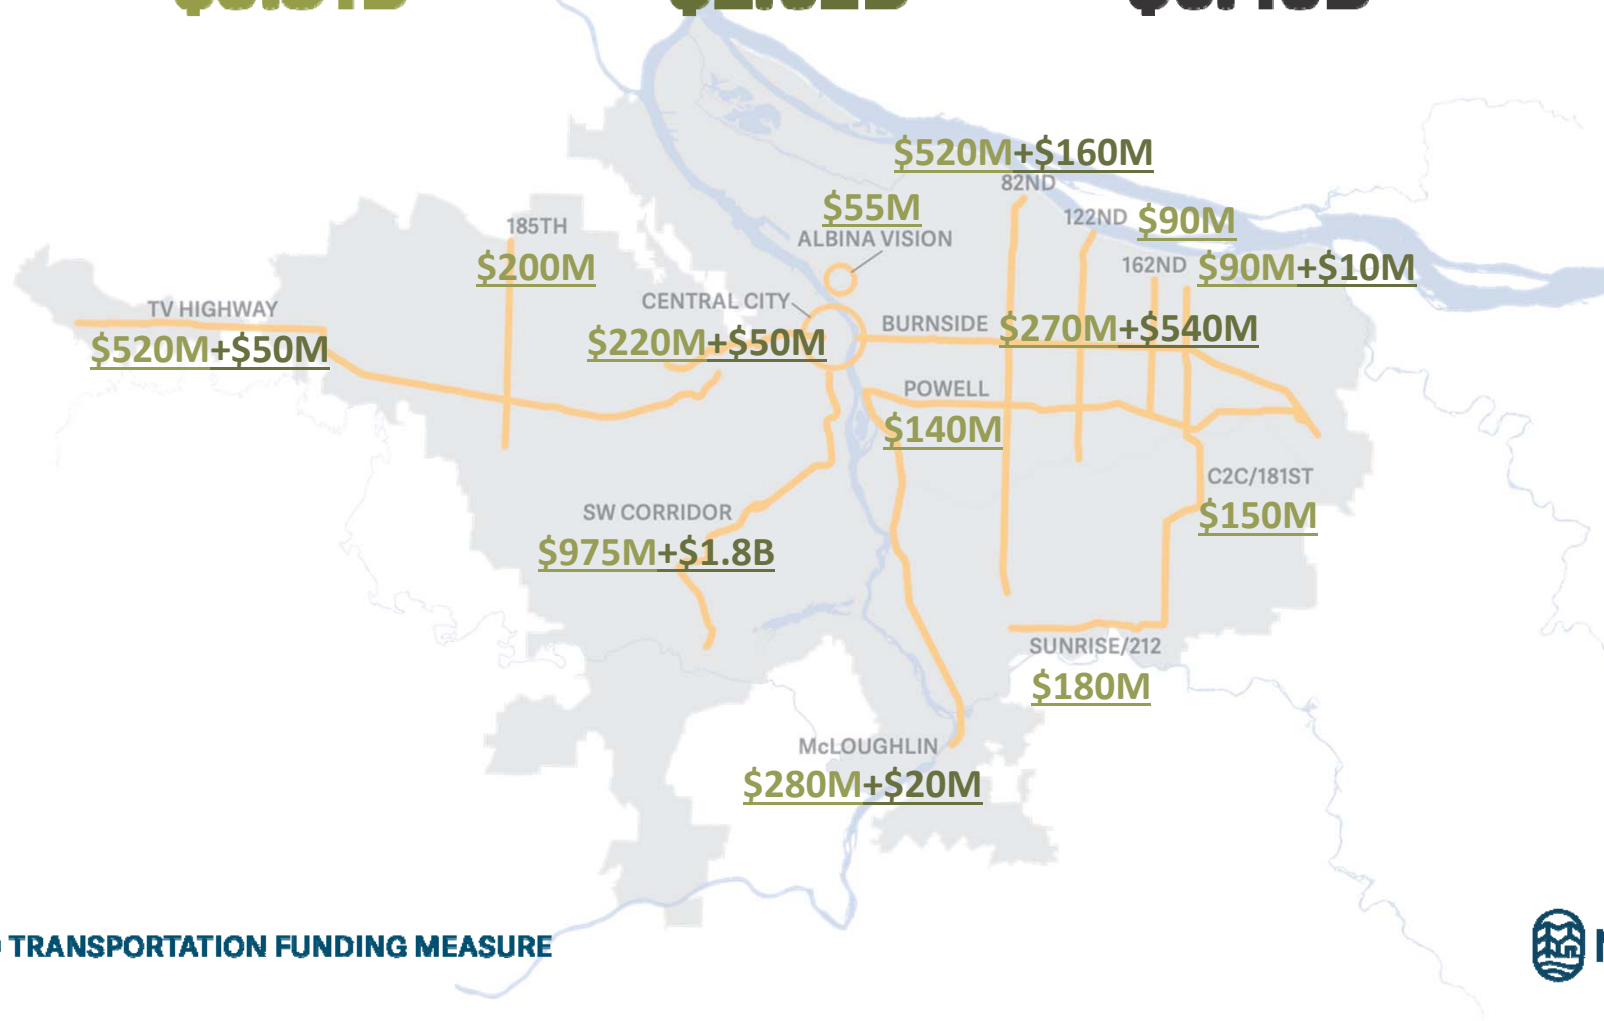 $520M+$160M
82ND
$55M
122ND $90M
185TH
ALBINA VISION
$200M
162ND $90M+$10M
CENTRAL CITY
TV HIGHWAY
BURNSIDE $270M+$540M
$520M+$50M
$220M+$50M
POWELL
$140M
C2C/181ST
SW CORRIDOR
$150M
$975M+$1.8B
SUNRISE/212
$180M
McLOUGHLIN
$280M+$20M
TRANSPORTATION FUNDING MEASURE